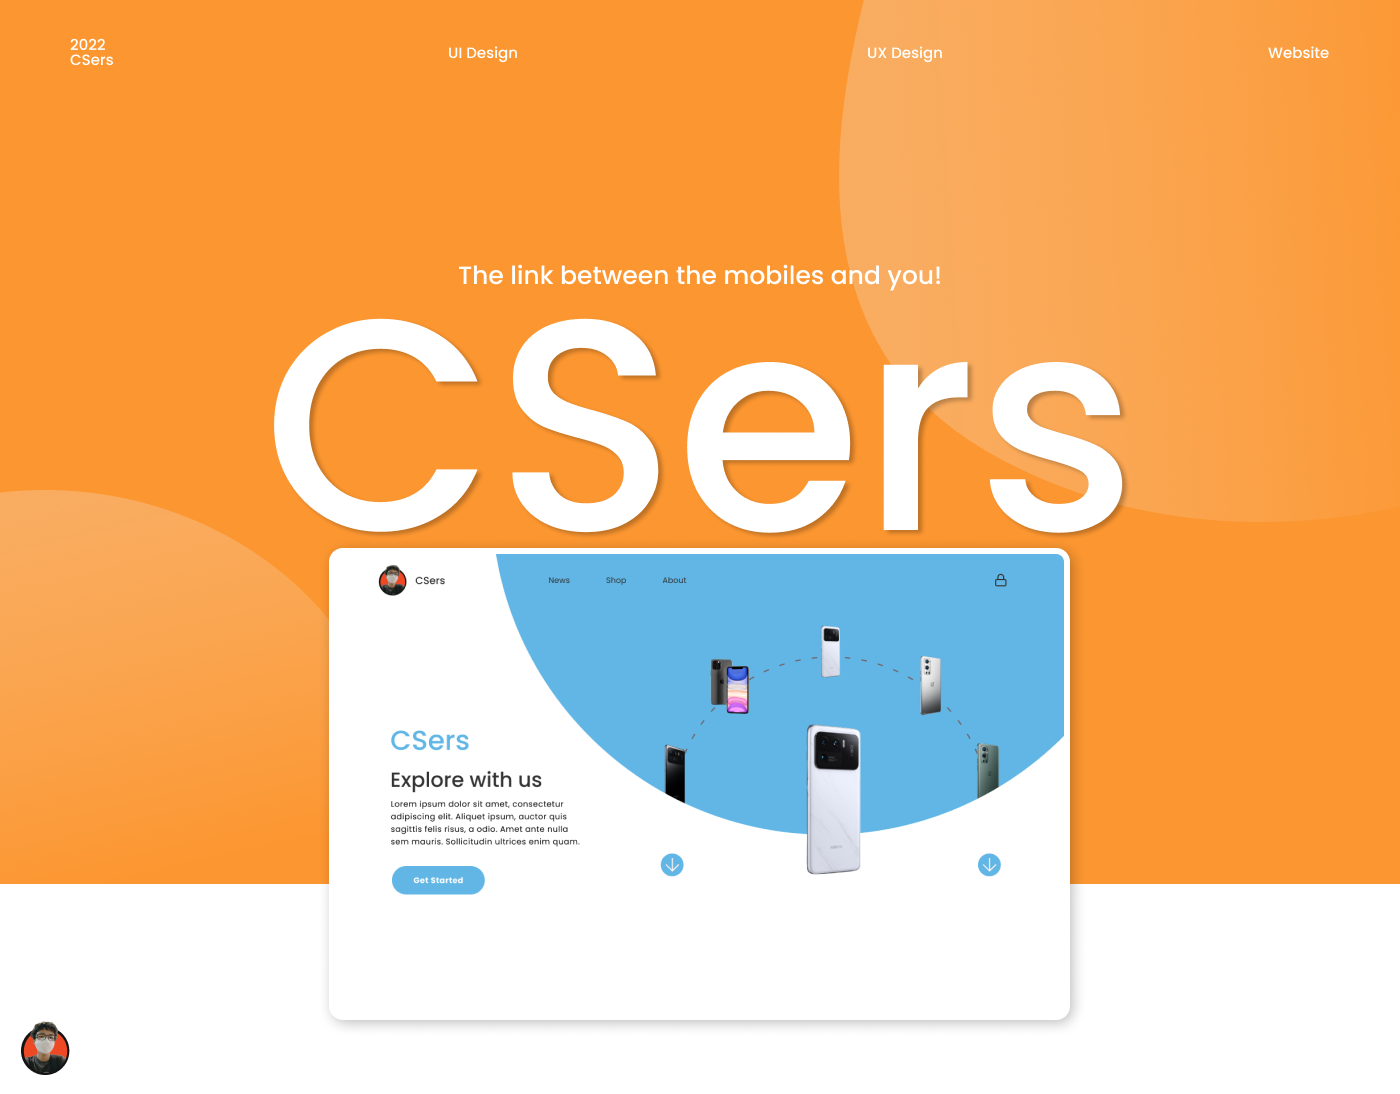 2022
CSers
UI Design
UX Design
Website
The link between the mobiles and you!
CSers
CSers
News
Shop
About
CSers
Explore with us
Lorem ipsum dolor sit amet, consectetur
adipiscing elit. Aliquet ipsum, auctor quis
sagittis felis risus, a odio. Amet ante nulla
sem mauris. Sollicitudin ultrices enim quam.
Get Started